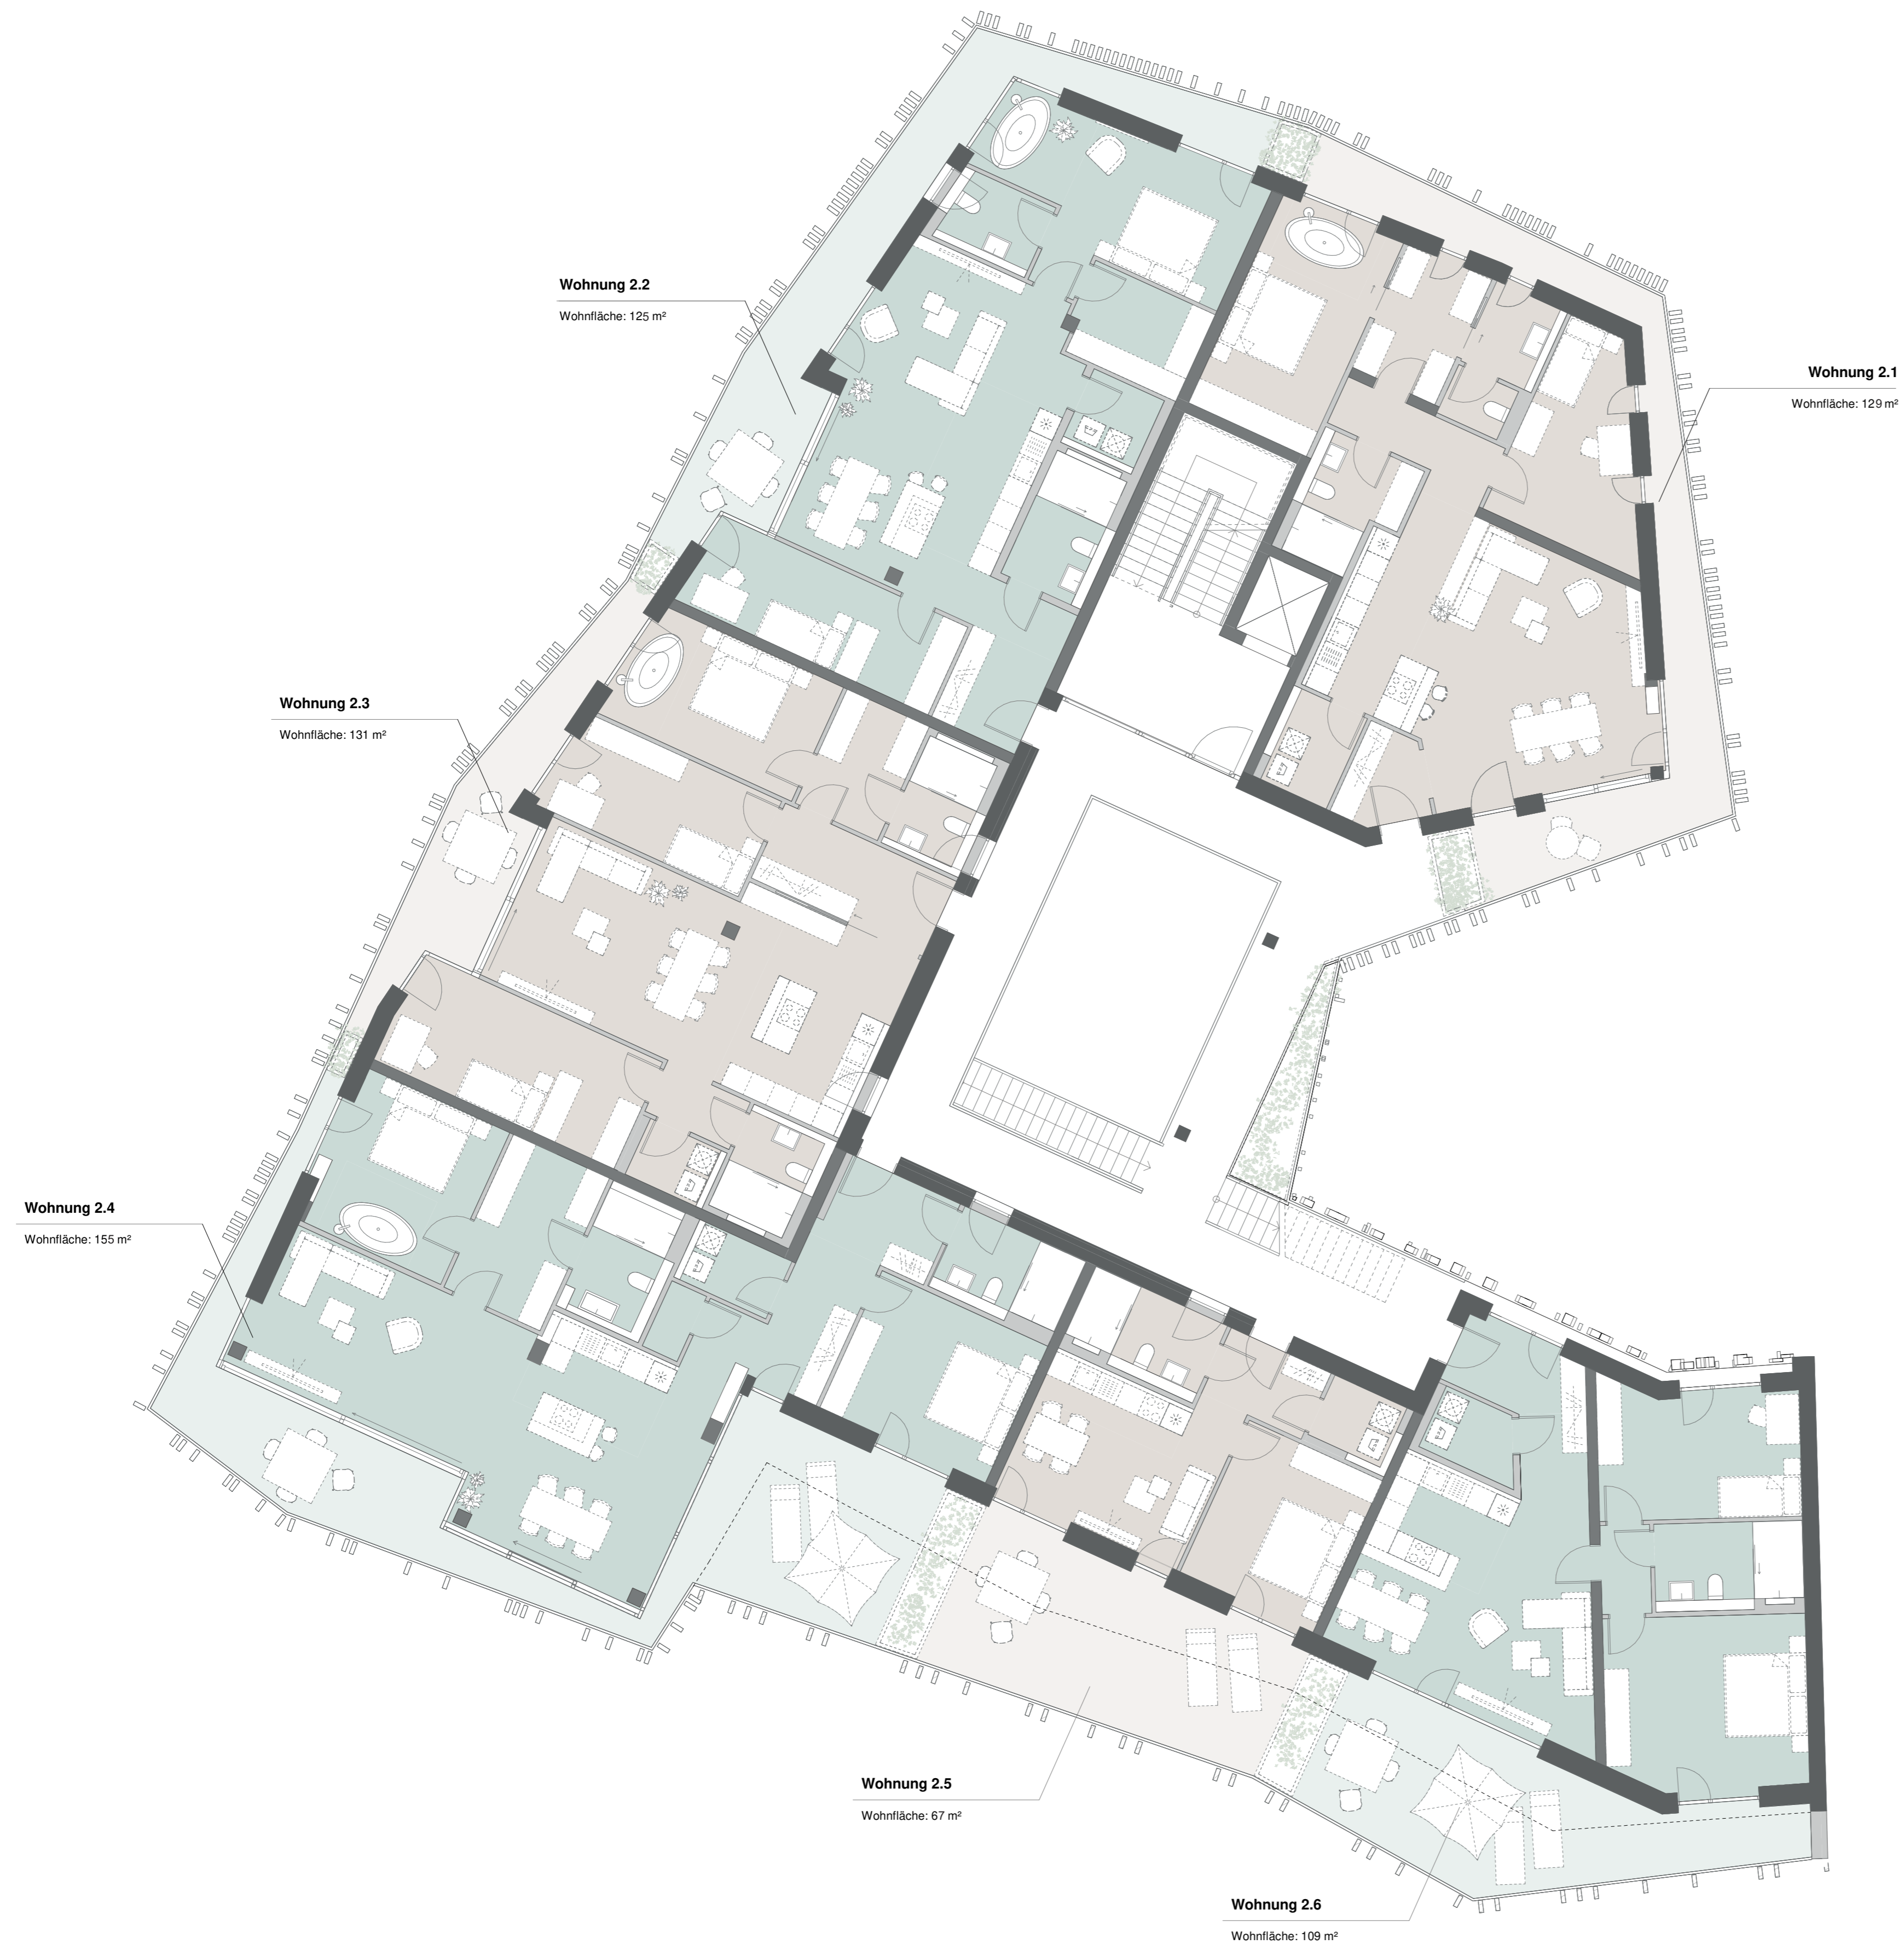 Wohnung 2.2
Wohnfläche: 125 m²
Wohnung 2.1
Wohnfläche: 129 m²
Wohnung 2.3
Wohnfläche: 131 m²
Wohnung 2.4
Wohnfläche: 155 m²
Wohnung 2.5
Wohnfläche: 67 m²
Wohnung 2.6
Wohnfläche: 109 m²